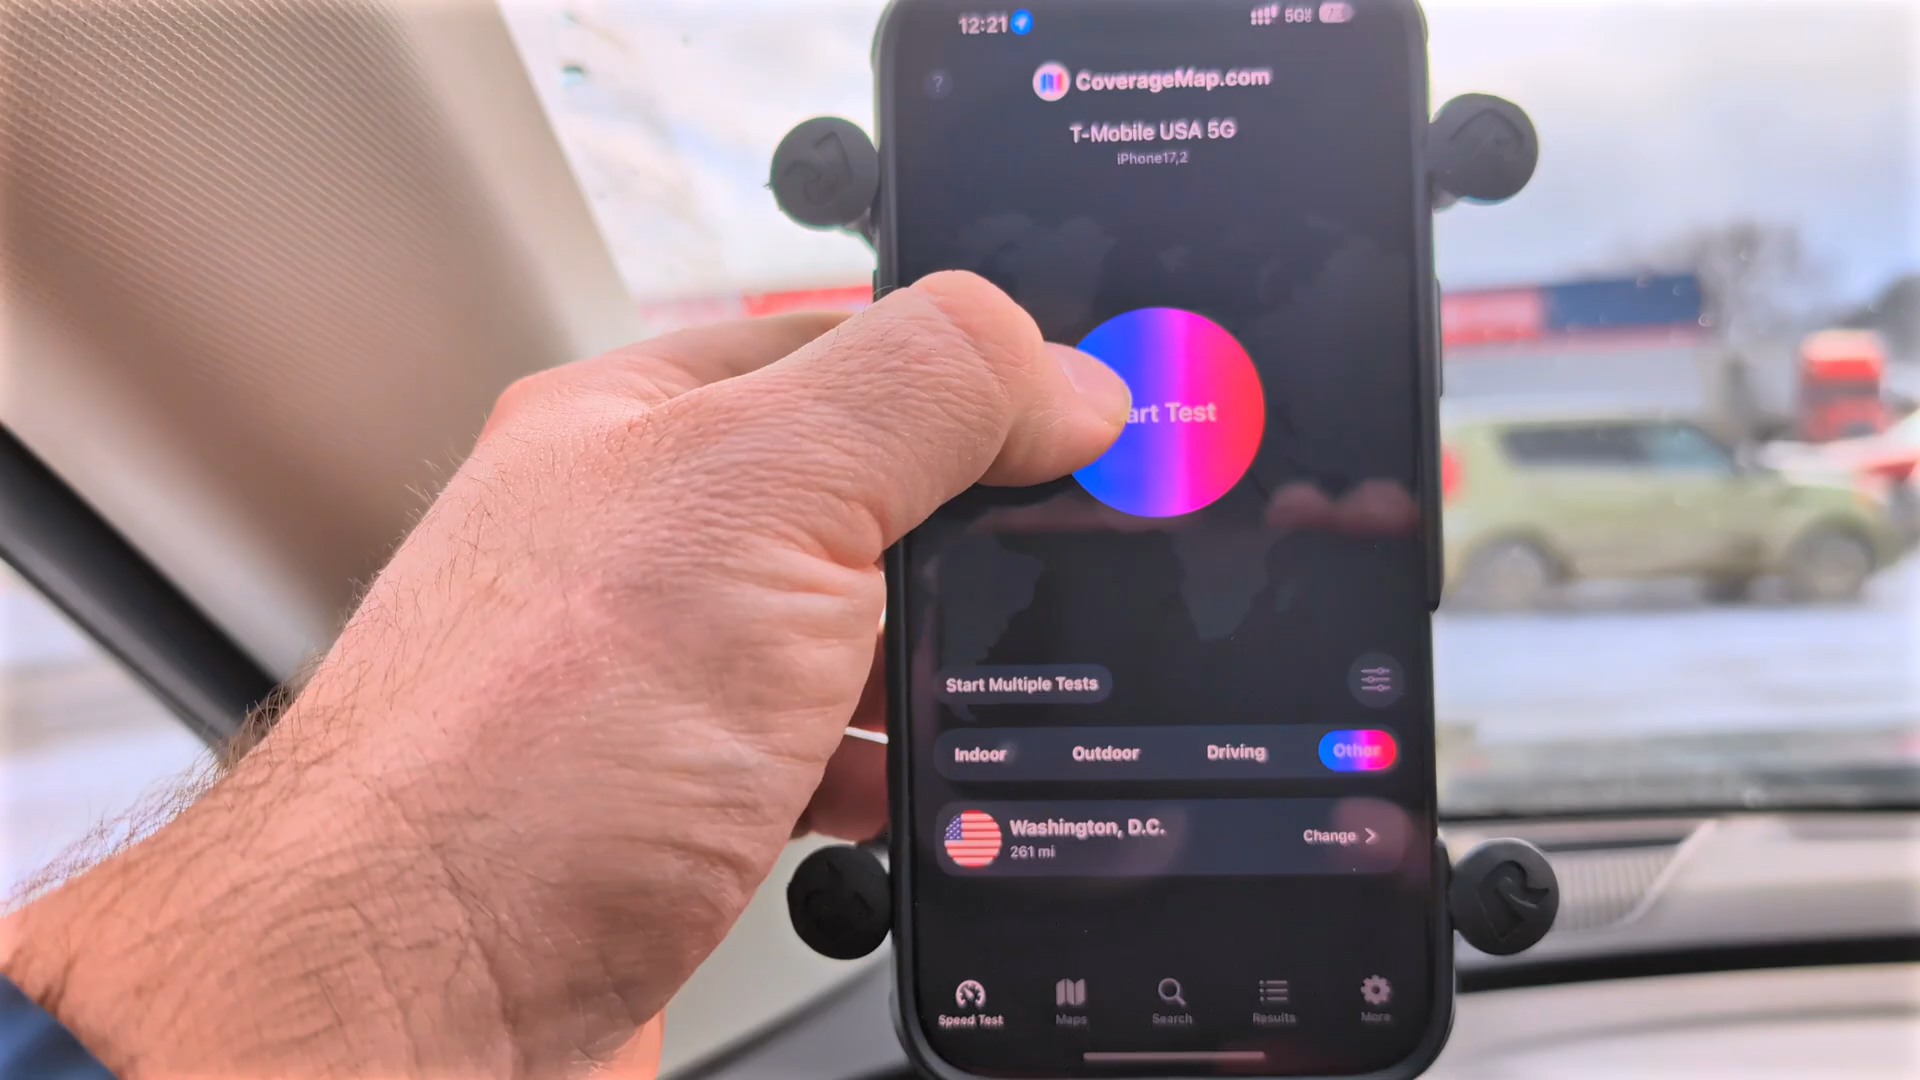 12:21
5G
?
CoverageMap.com
T-Mobile USA 5G
iPhone17,2
art Test
Start Multiple Tests
Indoor Outdoor Driving Other
Washington, D.C.
261 mi
Change
Speed Test Maps Search Results More
R